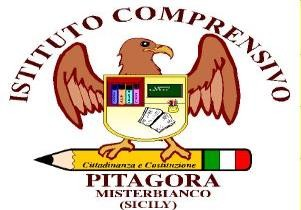 ISTITUTO COMPRENSIVO
Cittadinanza e Costituzione
PITAGORA
MISTERBIANCO
(SICILY)